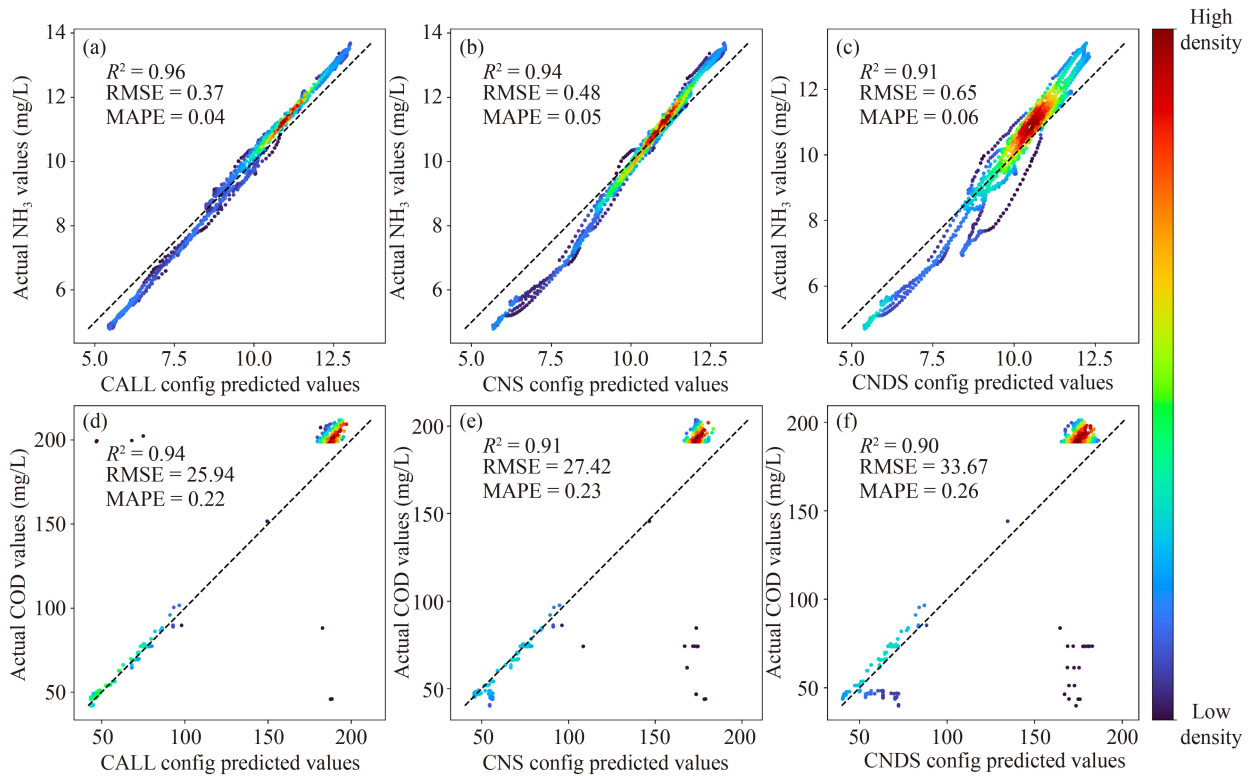 High
density
(a)
R² = 0.96
RMSE = 0.37
MAPE = 0.04
14
12
10
8
6
Actual NH₃ values (mg/L)
5.0 7.5 10.0 12.5
CALL config predicted values
(b)
R² = 0.94
RMSE = 0.48
MAPE = 0.05
14
12
10
8
6
Actual NH₃ values (mg/L)
5.0 7.5 10.0 12.5
CNS config predicted values
(c)
R² = 0.91
RMSE = 0.65
MAPE = 0.06
12
10
8
6
Actual NH₃ values (mg/L)
5.0 7.5 10.0 12.5
CNDS config predicted values
(d)
R² = 0.94
RMSE = 25.94
MAPE = 0.22
200
150
100
50
Actual COD values (mg/L)
50 100 150 200
CALL config predicted values
(e)
R² = 0.91
RMSE = 27.42
MAPE = 0.23
200
150
100
50
Actual COD values (mg/L)
50 100 150 200
CNS config predicted values
(f)
R² = 0.90
RMSE = 33.67
MAPE = 0.26
200
150
100
50
Actual COD values (mg/L)
50 100 150 200
CNDS config predicted values
Low
density